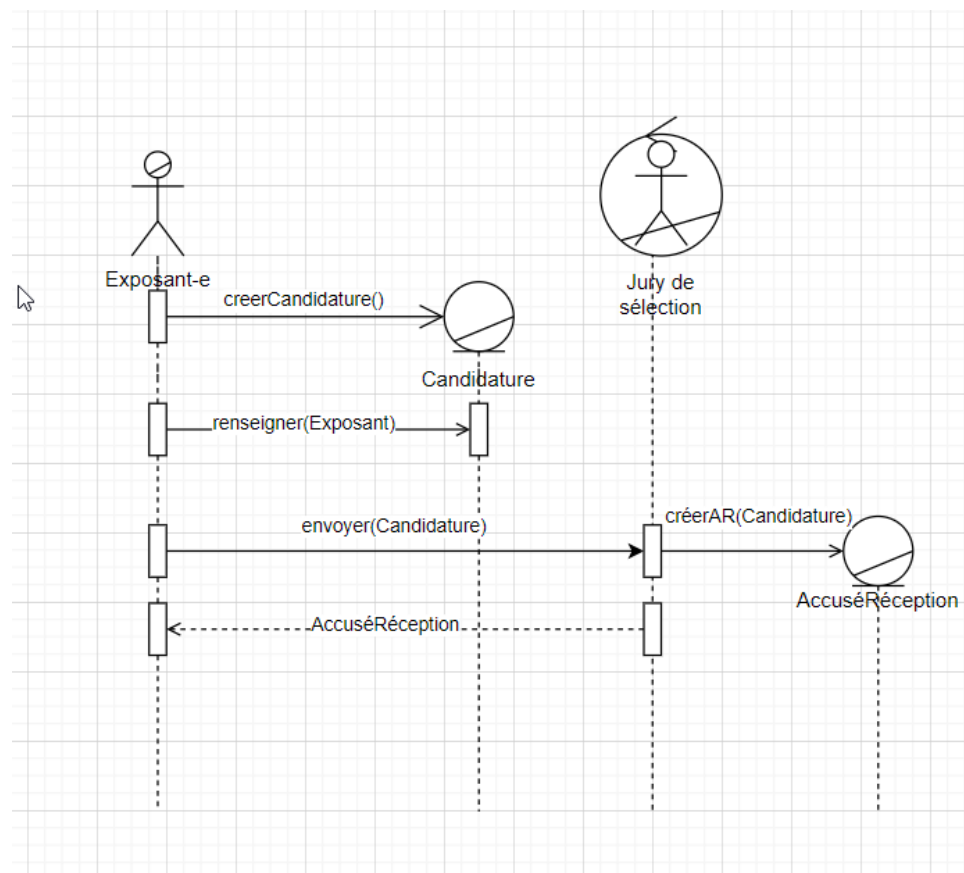 Exposant-e
Jury de
sélection
creerCandidature()
Candidature
renseigner(Exposant)
envoyer(Candidature)
créerAR(Candidature)
AccuséRéception
AccuséRéception